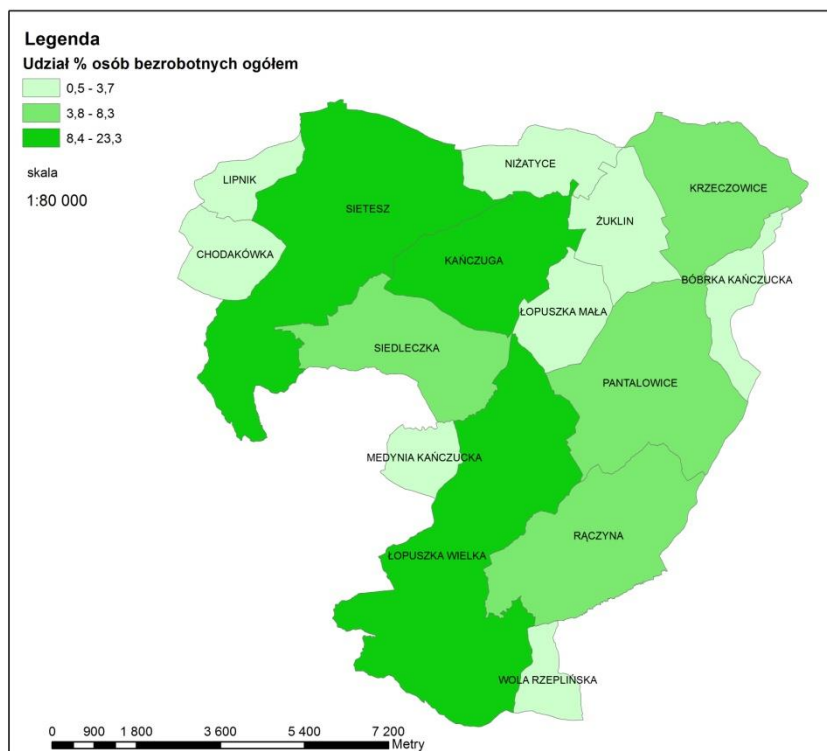 Legenda
Udział % osób bezrobotnych ogółem
0,5 - 3,7
3,8 - 8,3
8,4 - 23,3
skala
1:80 000
NIŻATYCE
LIPNIK
KRZECZOWICE
SIETESZ
ŻUKLIN
CHODAKÓWKA
KAŃCZUGA
BÓBRKA KAŃCZUCKA
ŁOPUSZKA MAŁA
SIEDLECZKA
PANTALOWICE
MEDYNIA KAŃCZUCKA
RĄCZYNA
ŁOPUSZKA WIELKA
WOLA RZEPLIŃSKA
0 900 1 800 3 600 5 400 7 200
Metry